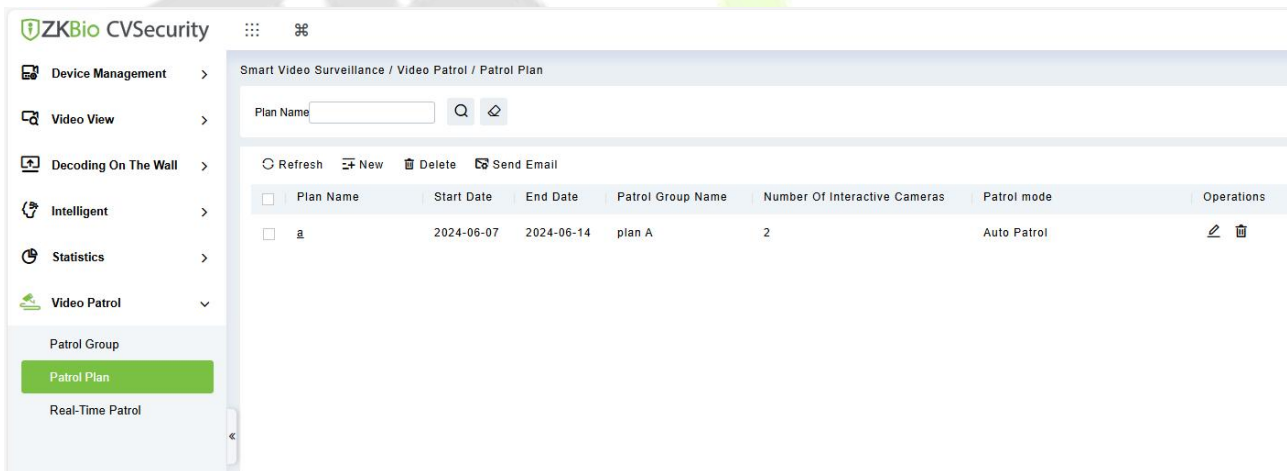 ZKBio CVSecurity
Device Management
Video View
Decoding On The Wall
Intelligent
Statistics
Video Patrol
Patrol Group
Patrol Plan
Real-Time Patrol
Smart Video Surveillance / Video Patrol / Patrol Plan
Plan Name
Refresh New Delete Send Email
Plan Name Start Date End Date Patrol Group Name Number Of Interactive Cameras Patrol mode Operations
a 2024-06-07 2024-06-14 plan A 2 Auto Patrol